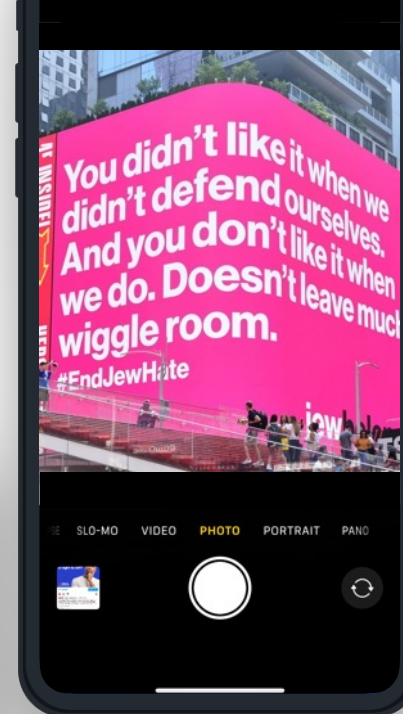 You didn't like it when we
didn't defend ourselves.
And you don't like it when
we do. Doesn't leave much
wiggle room.
#EndJewHate
SLO-MO VIDEO PHOTO PORTRAIT PANO